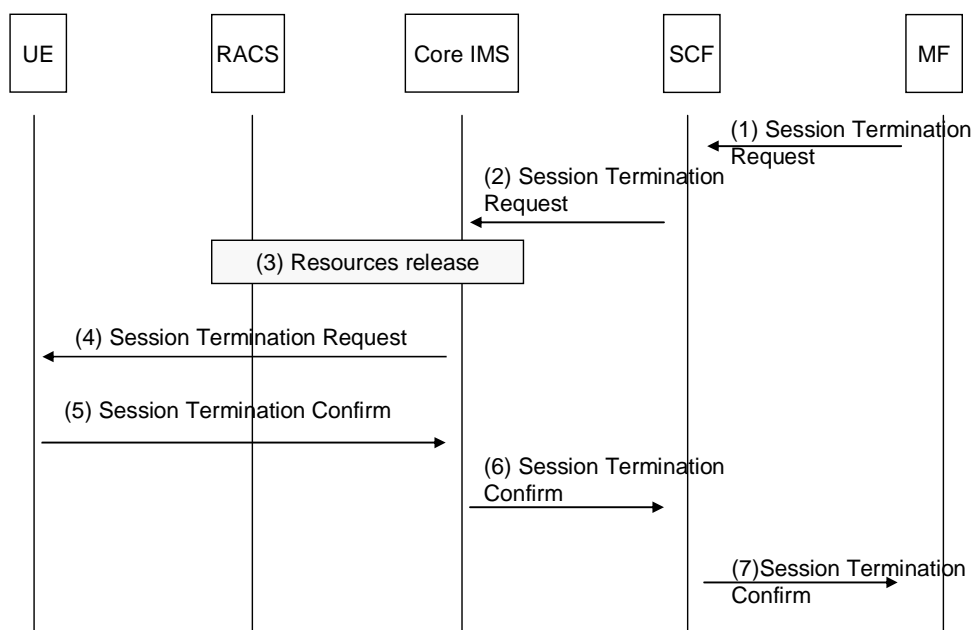 UE
RACS
Core IMS
SCF
MF
(1) Session Termination
Request
(2) Session Termination
Request
(3) Resources release
(4) Session Termination Request
(5) Session Termination Confirm
(6) Session Termination
Confirm
(7)Session Termination
Confirm